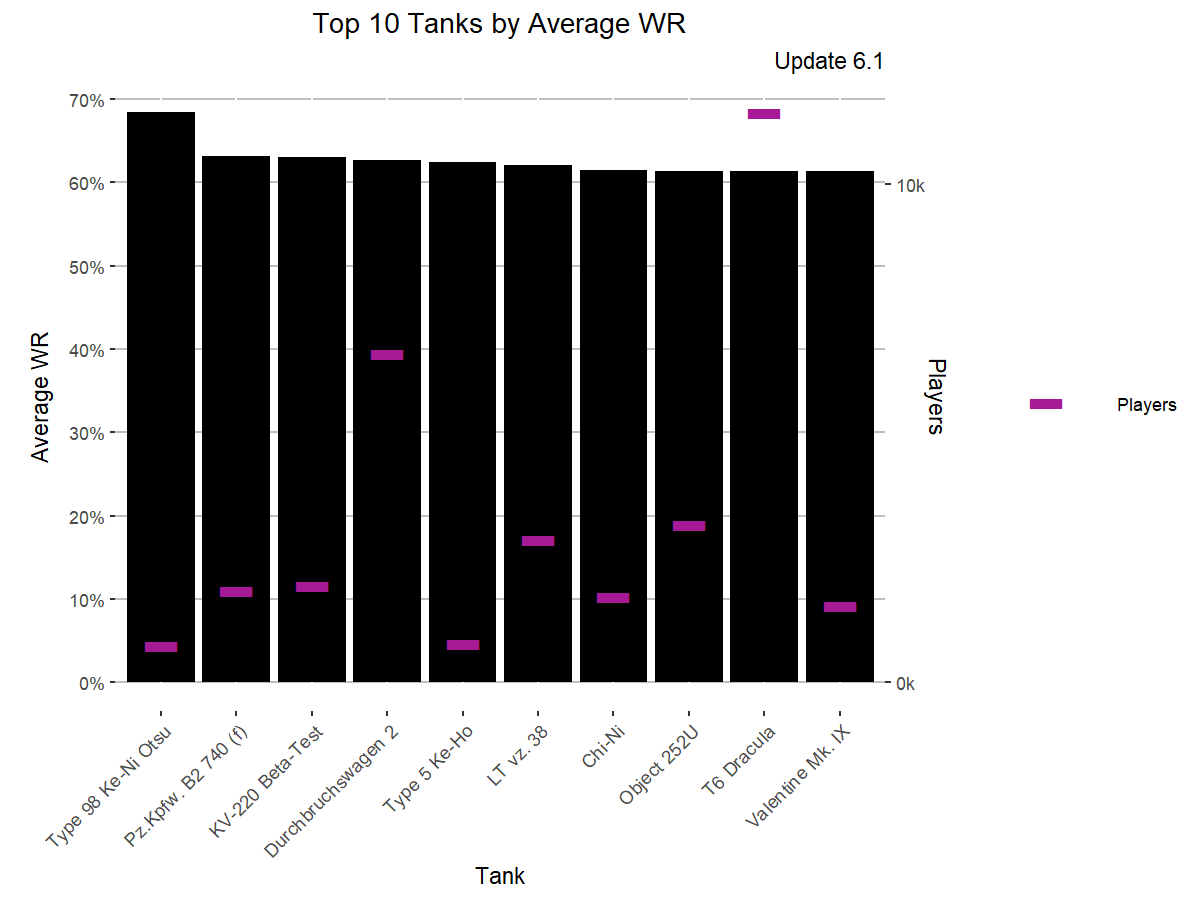 Top 10 Tanks by Average WR
Update 6.1
70%
60%
50%
40%
30%
20%
10%
0%
Average WR
10k
0k
Players
Players
Type 98 Ke-Ni Otsu
Pz.Kpfw. B2 740 (f)
KV-220 Beta-Test
Durchbruchswagen 2
Type 5 Ke-Ho
LT vz. 38
Chi-Ni
Object 252U
T6 Dracula
Valentine Mk. IX
Tank